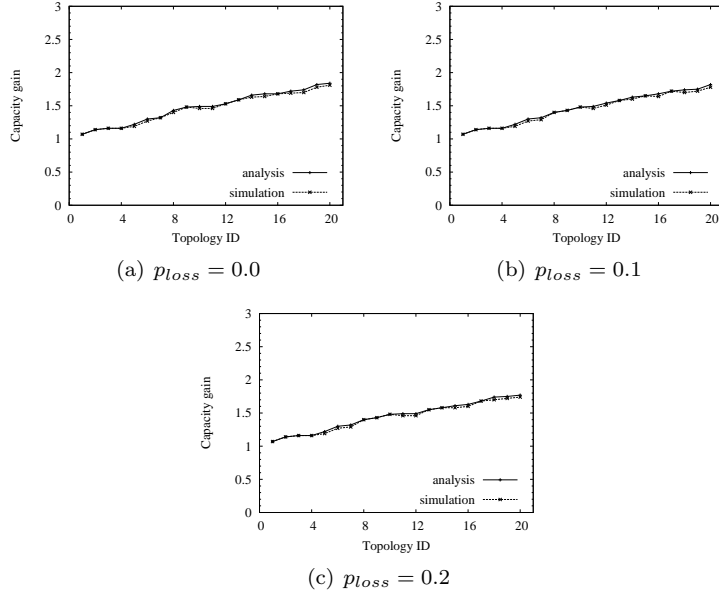 3
2.5
2
1.5
1
0.5
0
Capacity gain
analysis
simulation
0 4 8 12 16 20
Topology ID
(a) p_loss = 0.0
3
2.5
2
1.5
1
0.5
0
Capacity gain
analysis
simulation
0 4 8 12 16 20
Topology ID
(b) p_loss = 0.1
3
2.5
2
1.5
1
0.5
0
Capacity gain
analysis
simulation
0 4 8 12 16 20
Topology ID
(c) p_loss = 0.2